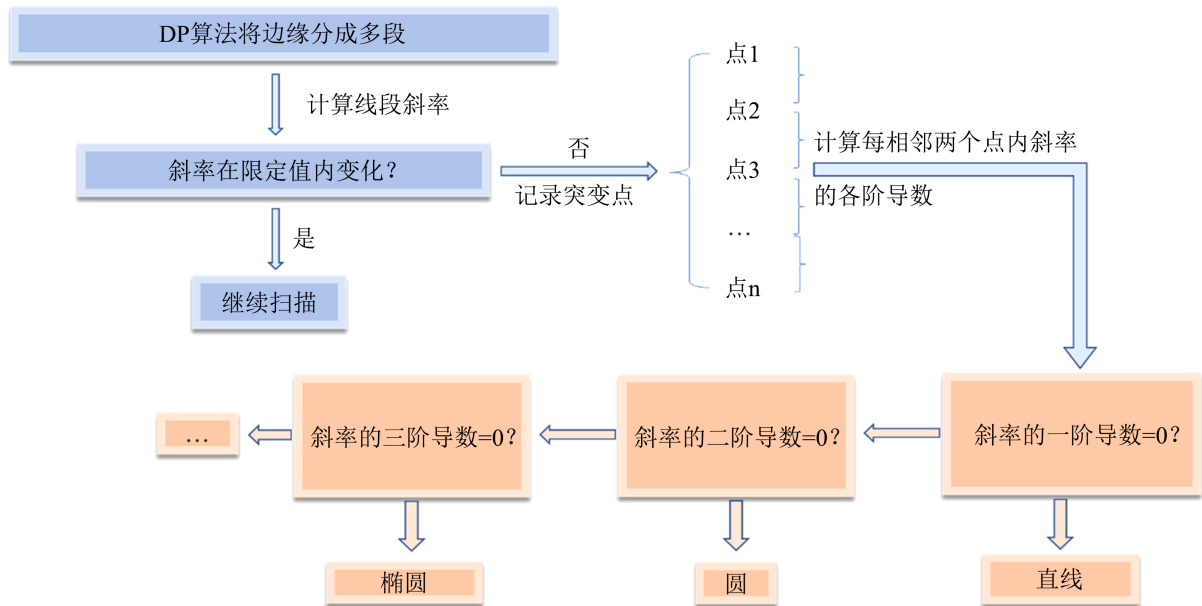 DP算法将边缘分成多段
计算线段斜率
斜率在限定值内变化？
是
继续扫描
否
记录突变点
点1
点2
点3
…
点n
计算每相邻两个点内斜率
的各阶导数
斜率的一阶导数=0？
直线
斜率的二阶导数=0？
圆
斜率的三阶导数=0？
椭圆
…